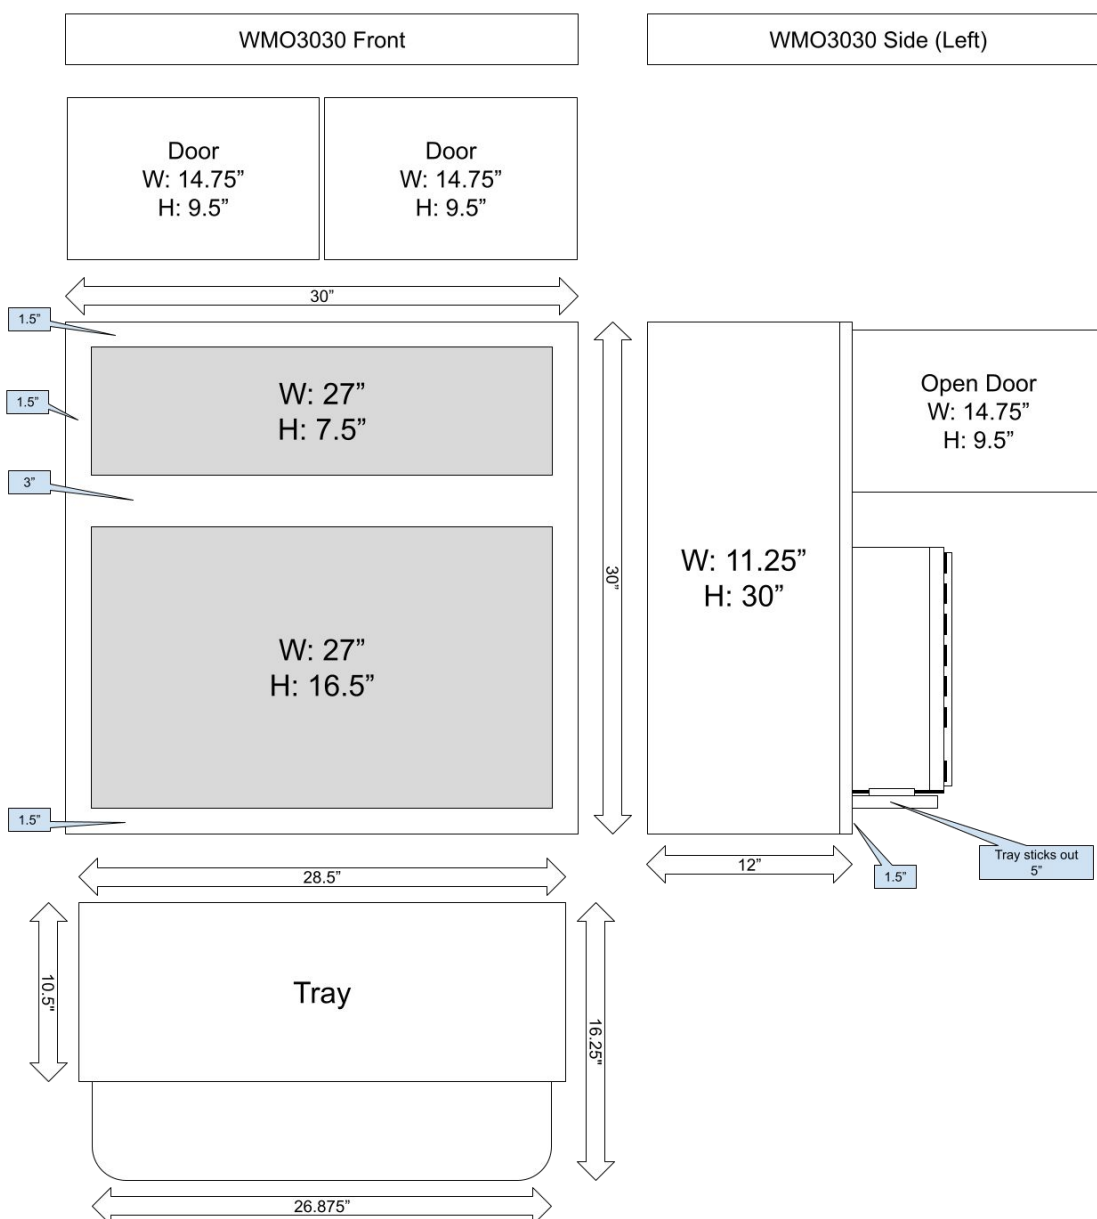 WMO3030 Front
WMO3030 Side (Left)
Door
W: 14.75”
H: 9.5”
Door
W: 14.75”
H: 9.5”
30”
1.5”
1.5”
3”
W: 27”
H: 7.5”
W: 27”
H: 16.5”
1.5”
30”
W: 11.25”
H: 30”
Open Door
W: 14.75”
H: 9.5”
12”
1.5”
Tray sticks out
5”
28.5”
10.5"
Tray
16.25"
26.875”